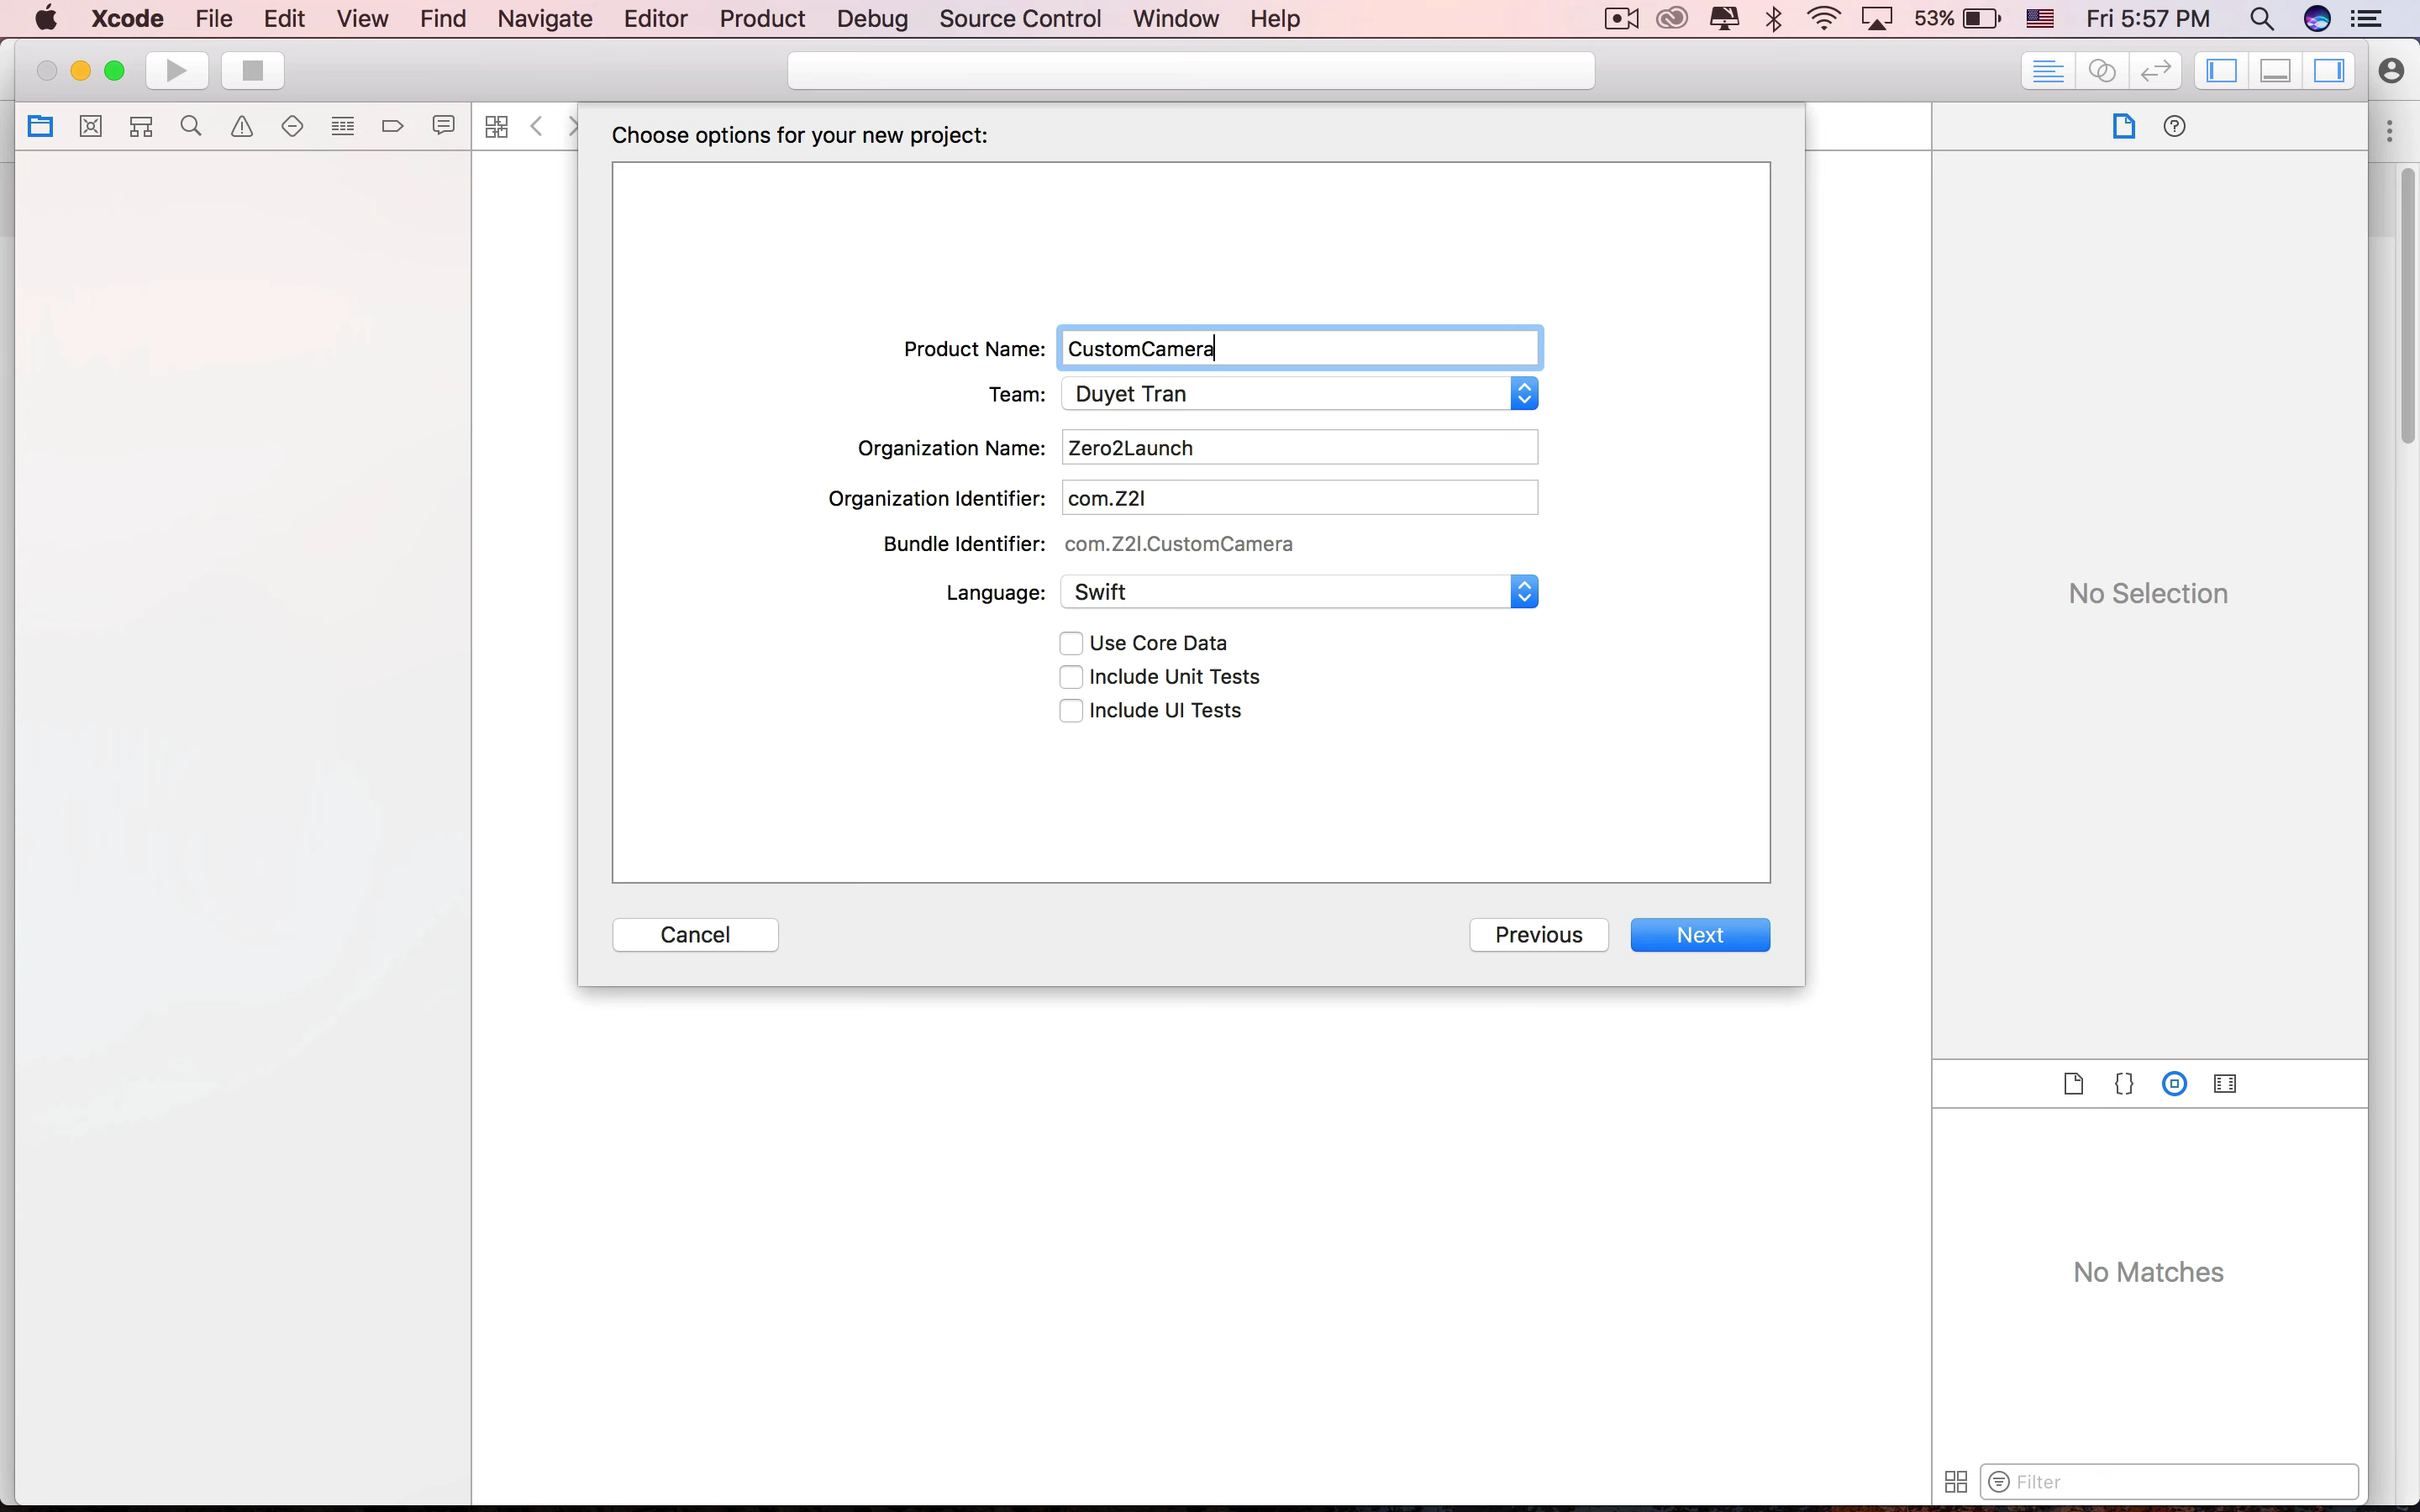 Xcode File Edit View Find Navigate Editor Product Debug Source Control Window Help 53% Fri 5:57 PM
Choose options for your new project:
Product Name: CustomCamera
Team: Duyet Tran
Organization Name: Zero2Launch
Organization Identifier: com.Z2l
Bundle Identifier: com.Z2l.CustomCamera
Language: Swift
Use Core Data
Include Unit Tests
Include UI Tests
Cancel Previous Next
No Selection
No Matches
Filter